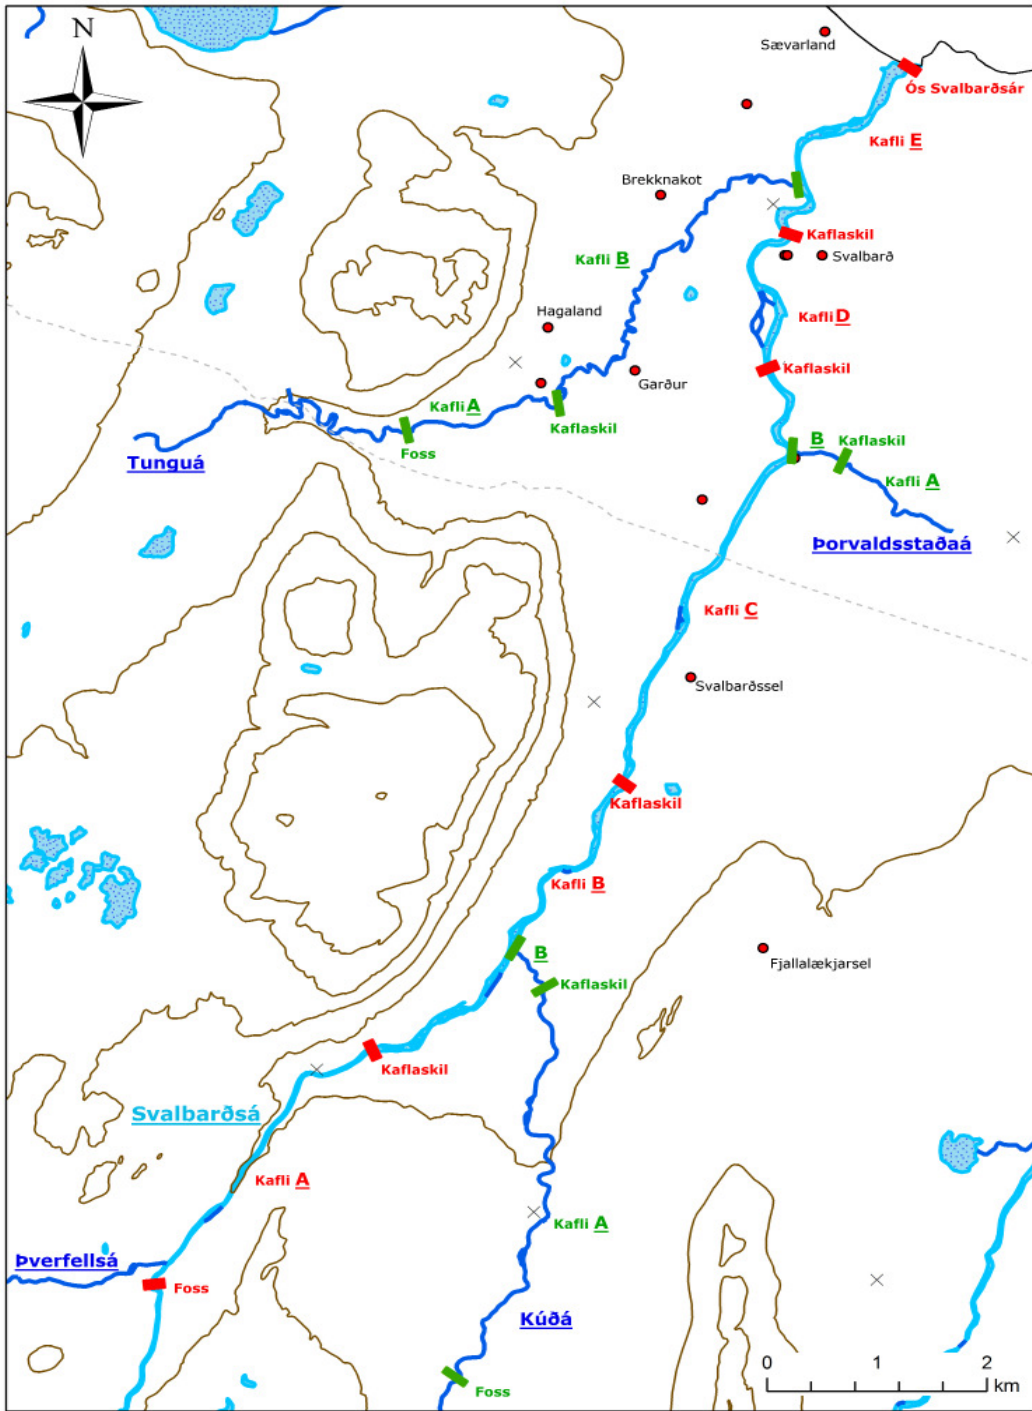 N
Sævarland
Ós Svalbarðsár
Kafli E
Brekknakot
Kaflaskil
Kafli B
Svalbarð
Hagaland
Kafli D
Kaflaskil
Garður
Kafli A
Kaflaskil
Foss
B
Kaflaskil
Tunguá
Kafli A
Þorvaldsstaðaá
Kafli C
Svalbarðssel
Kaflaskil
Kafli B
B
Fjallalækjarsel
Kaflaskil
Kaflaskil
Svalbarðsá
Kafli A
Kafli A
Þverfellsá
Foss
Kúðá
Foss
0 1 2
km